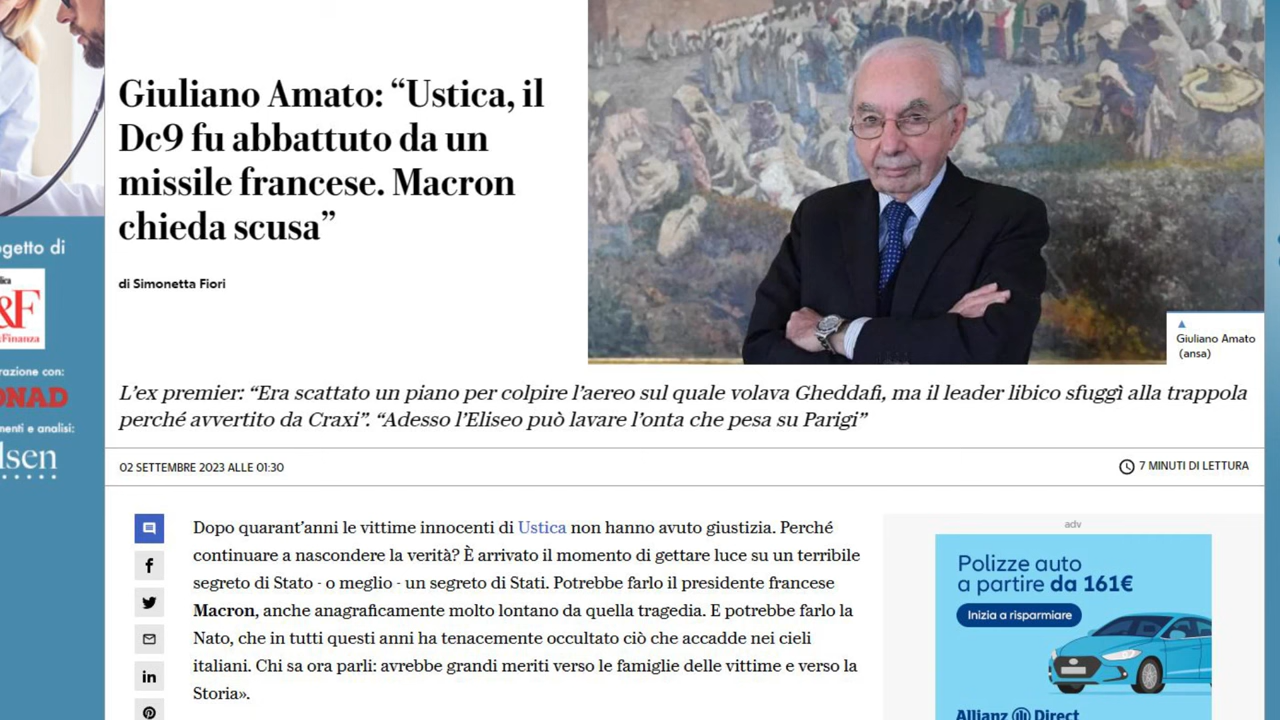 Giuliano Amato: “Ustica, il
Dc9 fu abbattuto da un
missile francese. Macron
chieda scusa”
di Simonetta Fiori
Giuliano Amato
(ansa)
L’ex premier: “Era scattato un piano per colpire l’aereo sul quale volava Gheddafi, ma il leader libico sfuggì alla trappola
perché avvertito da Craxi”. “Adesso l’Eliseo può lavare l’onta che pesa su Parigi”
02 SETTEMBRE 2023 ALLE 01:30
7 MINUTI DI LETTURA
Dopo quarant’anni le vittime innocenti di Ustica non hanno avuto giustizia. Perché
continuare a nascondere la verità? È arrivato il momento di gettare luce su un terribile
segreto di Stato - o meglio - un segreto di Stati. Potrebbe farlo il presidente francese
Macron, anche anagraficamente molto lontano da quella tragedia. E potrebbe farlo la
Nato, che in tutti questi anni ha tenacemente occultato ciò che accadde nei cieli
italiani. Chi sa ora parli: avrebbe grandi meriti verso le famiglie delle vittime e verso la
Storia».
adv
Polizze auto
a partire da 161€
Inizia a risparmiare
Allianz Direct
getto di
&F
Finanza
razione con:
ONAD
menti e analisi:
lsen